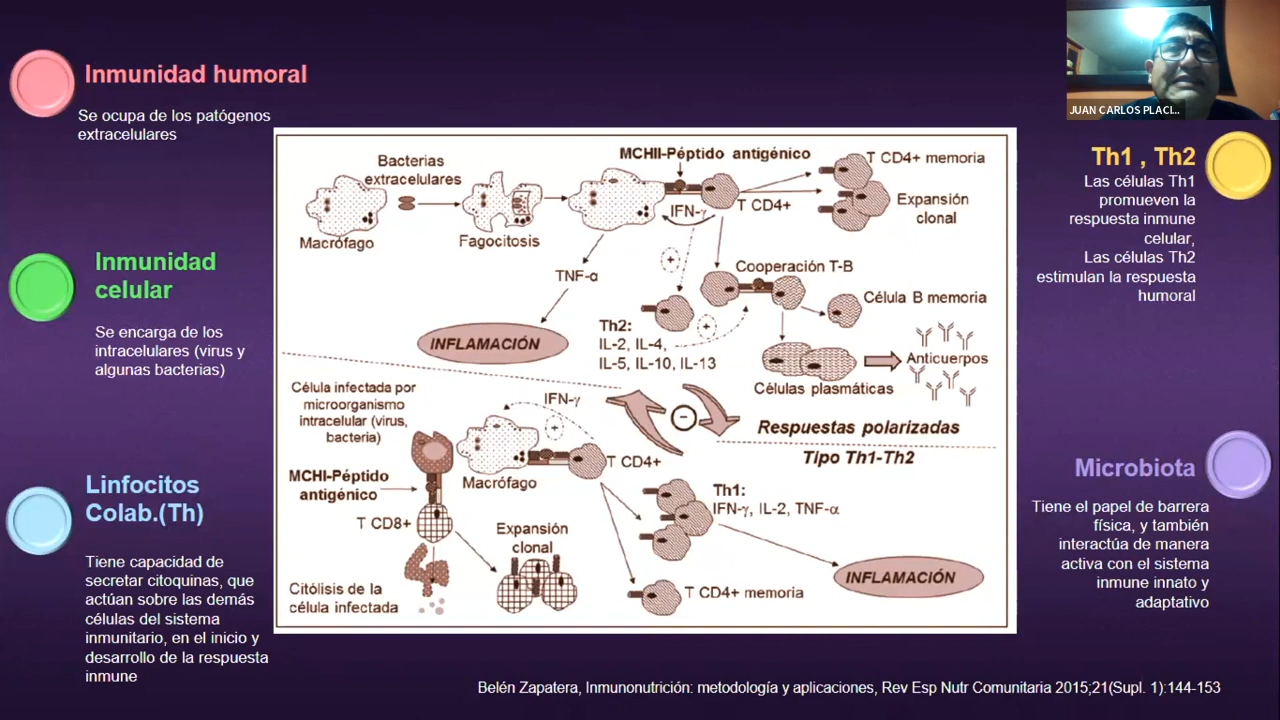 Inmunidad humoral
Se ocupa de los patógenos
extracelulares
Inmunidad
celular
Se encarga de los
intracelulares (virus y
algunas bacterias)
Linfocitos
Colab.(Th)
Tiene capacidad de
secretar citoquinas, que
actúan sobre las demás
células del sistema
inmunitario, en el inicio y
desarrollo de la respuesta
inmune
Bacterias
extracelulares
Macrófago
Fagocitosis
MCHII-Péptido antigénico
IFN-γ
T CD4+
T CD4+ memoria
Expansión
clonal
TNF-α
+
Cooperación T-B
Célula B memoria
INFLAMACIÓN
Th2:
IL-2, IL-4,
IL-5, IL-10, IL-13
+
Células plasmáticas
Anticuerpos
Respuestas polarizadas
Tipo Th1-Th2
Célula infectada por
microorganismo
intracelular (virus,
bacteria)
IFN-γ
+
−
Macrófago
T CD4+
MCHI-Péptido
antigénico
T CD8+
Expansión
clonal
Citólisis de la
célula infectada
Th1:
IFN-γ, IL-2, TNF-α
INFLAMACIÓN
T CD4+ memoria
JUAN CARLOS PLACI...
Th1 , Th2
Las células Th1
promueven la
respuesta inmune
celular,
Las células Th2
estimulan la respuesta
humoral
Microbiota
Tiene el papel de barrera
física, y también
interactúa de manera
activa con el sistema
inmune innato y
adaptativo
Belén Zapatera, Inmunonutrición: metodología y aplicaciones, Rev Esp Nutr Comunitaria 2015;21(Supl. 1):144-153